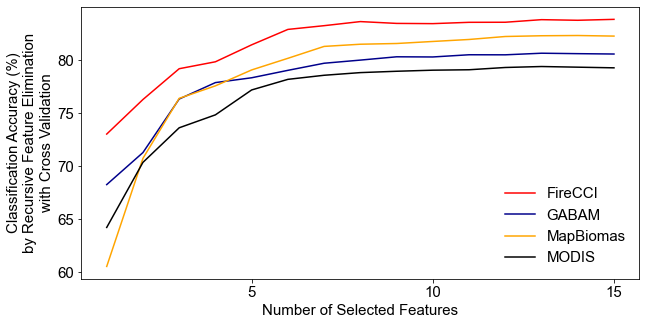 Classification Accuracy (%)
by Recursive Feature Elimination
with Cross Validation
80
75
70
65
60
5
10
15
Number of Selected Features
FireCCI
GABAM
MapBiomas
MODIS